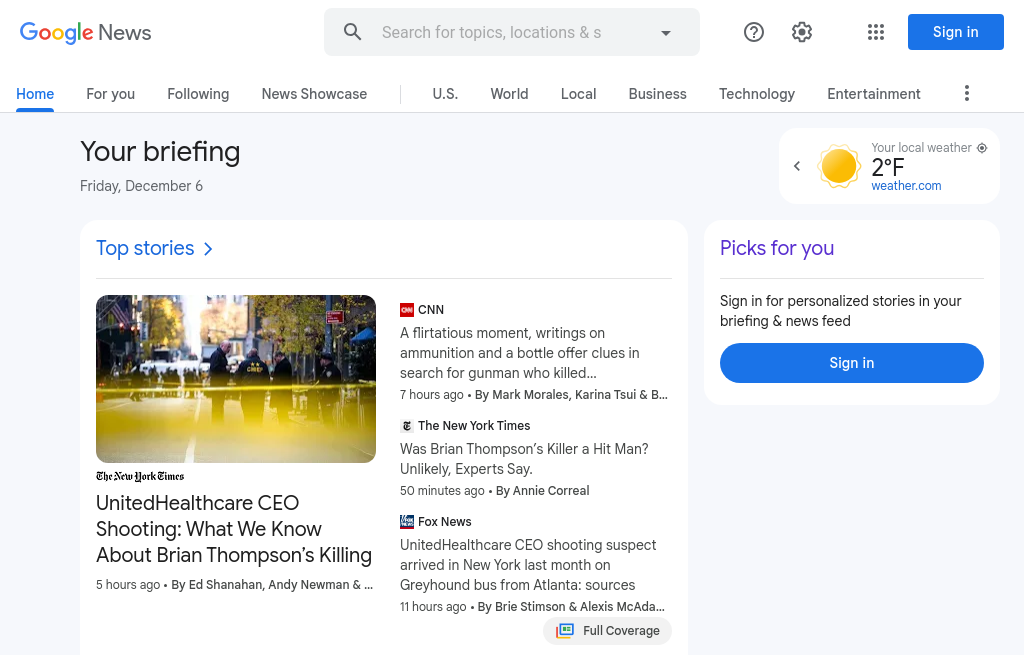 Google News
Search for topics, locations & s
Sign in
Home
For you
Following
News Showcase
U.S.
World
Local
Business
Technology
Entertainment
Your briefing
Friday, December 6
Your local weather
2°F
weather.com
Top stories
CHIEF
The New York Times
UnitedHealthcare CEO
Shooting: What We Know
About Brian Thompson’s Killing
5 hours ago • By Ed Shanahan, Andy Newman & ...
CNN
CNN
A flirtatious moment, writings on
ammunition and a bottle offer clues in
search for gunman who killed…
7 hours ago • By Mark Morales, Karina Tsui & B...
The New York Times
Was Brian Thompson’s Killer a Hit Man?
Unlikely, Experts Say.
50 minutes ago • By Annie Correal
Fox News
UnitedHealthcare CEO shooting suspect
arrived in New York last month on
Greyhound bus from Atlanta: sources
11 hours ago • By Brie Stimson & Alexis McAda...
Full Coverage
Picks for you
Sign in for personalized stories in your
briefing & news feed
Sign in